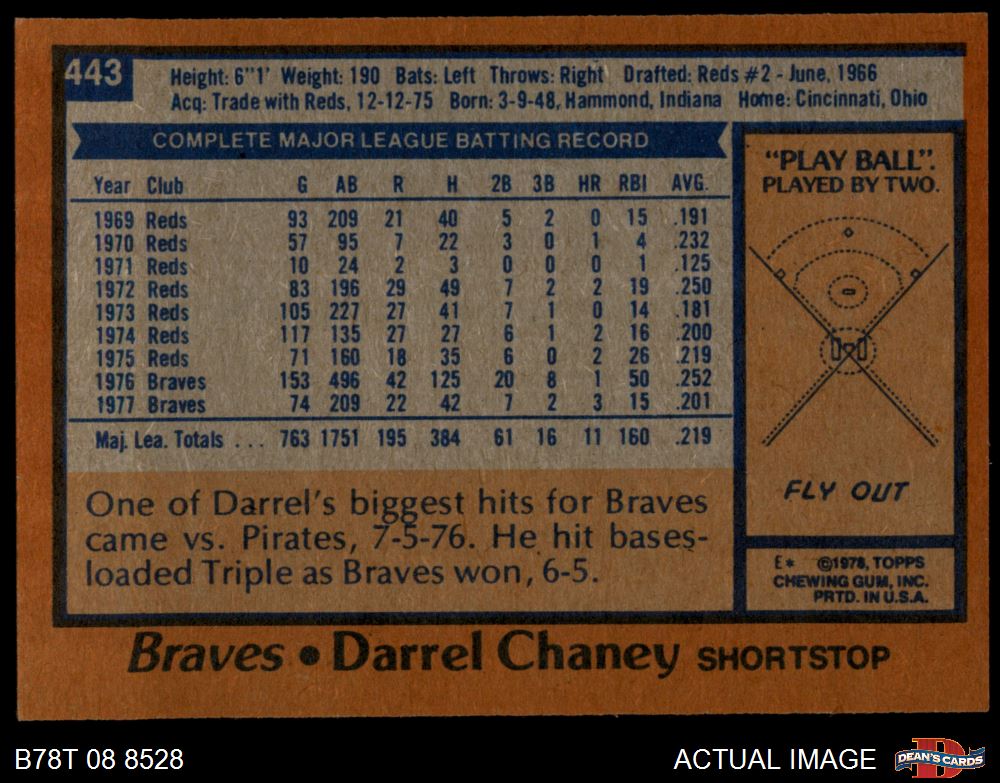 443
Height: 6"1' Weight: 190 Bats: Left Throws: Right Drafted: Reds #2 - June, 1966
Acq: Trade with Reds, 12-12-75 Born: 3-9-48, Hammond, Indiana Home: Cincinnati, Ohio
COMPLETE MAJOR LEAGUE BATTING RECORD
Year Club G AB R H 2B 3B HR RBI AVG.
1969 Reds 93 209 21 40 5 2 0 15 .191
1970 Reds 57 95 7 22 3 0 1 4 .232
1971 Reds 10 24 2 3 0 0 0 1 .125
1972 Reds 83 196 29 49 7 2 2 19 .250
1973 Reds 105 227 27 41 7 1 0 14 .181
1974 Reds 117 135 27 27 6 1 2 16 .200
1975 Reds 71 160 18 35 6 0 2 26 .219
1976 Braves 153 496 42 125 20 8 1 50 .252
1977 Braves 74 209 22 42 7 2 3 15 .201
Maj. Lea. Totals ... 763 1751 195 384 61 16 11 160 .219
One of Darrel's biggest hits for Braves
came vs. Pirates, 7-5-76. He hit bases-
loaded Triple as Braves won, 6-5.
"PLAY BALL".
PLAYED BY TWO.
FLY OUT
E* ©1978, TOPPS
CHEWING GUM, INC.
PRTD. IN U.S.A.
Braves • Darrel Chaney SHORTSTOP
B78T 08 8528
ACTUAL IMAGE
DEAN'S CARDS